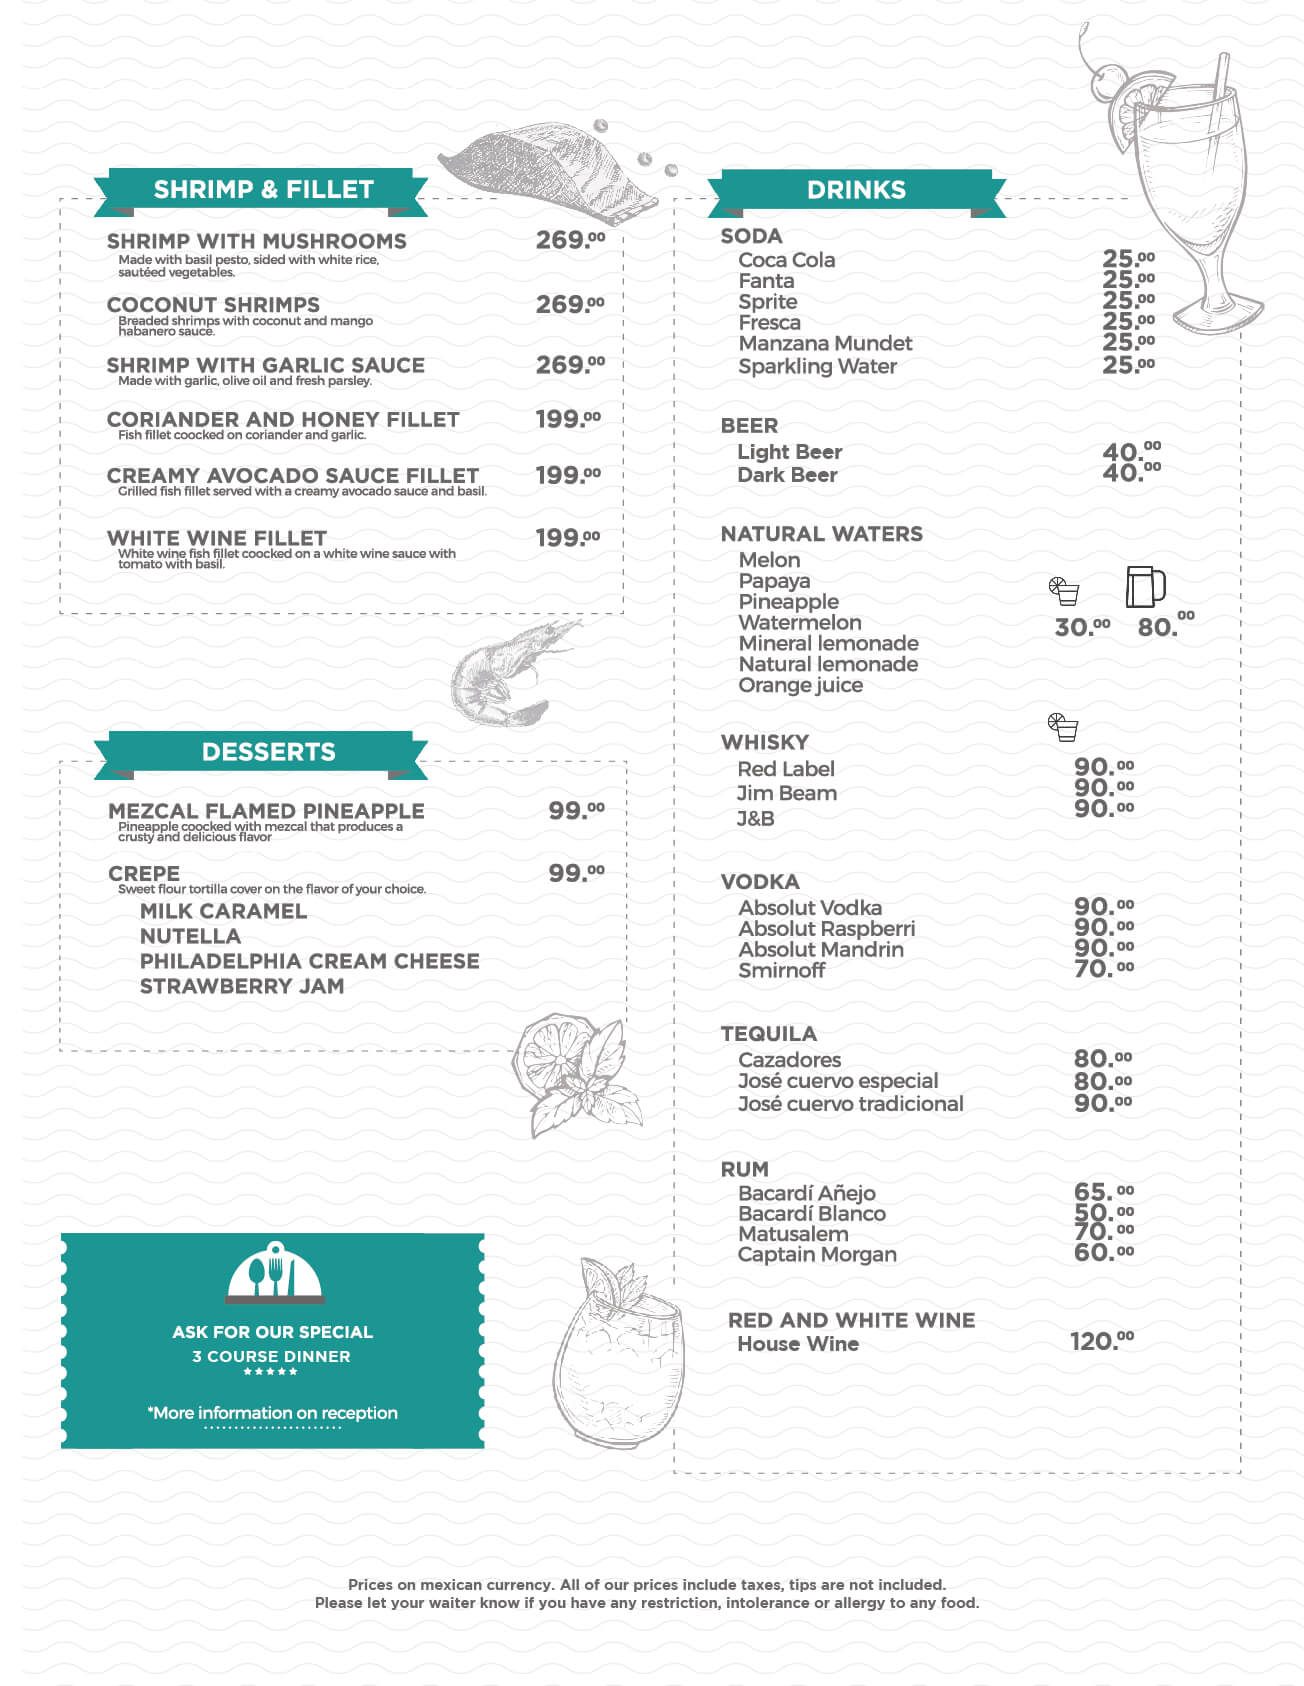 SHRIMP & FILLET
SHRIMP WITH MUSHROOMS 269.00
Made with basil pesto, sided with white rice,
sautéed vegetables.
COCONUT SHRIMPS 269.00
Breaded shrimps with coconut and mango
habanero sauce.
SHRIMP WITH GARLIC SAUCE 269.00
Made with garlic, olive oil and fresh parsley.
CORIANDER AND HONEY FILLET 199.00
Fish fillet coocked on coriander and garlic.
CREAMY AVOCADO SAUCE FILLET 199.00
Grilled fish fillet served with a creamy avocado sauce and basil.
WHITE WINE FILLET 199.00
White wine fish fillet coocked on a white wine sauce with
tomato with basil.
DESSERTS
MEZCAL FLAMED PINEAPPLE 99.00
Pineapple coocked with mezcal that produces a
crusty and delicious flavor
CREPE 99.00
Sweet flour tortilla cover on the flavor of your choice.
MILK CARAMEL
NUTELLA
PHILADELPHIA CREAM CHEESE
STRAWBERRY JAM
ASK FOR OUR SPECIAL
3 COURSE DINNER
*More information on reception
DRINKS
SODA
Coca Cola 25.00
Fanta 25.00
Sprite 25.00
Fresca 25.00
Manzana Mundet 25.00
Sparkling Water 25.00
BEER
Light Beer 40.00
Dark Beer 40.00
NATURAL WATERS
Melon
Papaya
Pineapple
Watermelon 30.00 80.00
Mineral lemonade
Natural lemonade
Orange juice
WHISKY
Red Label 90.00
Jim Beam 90.00
J&B 90.00
VODKA
Absolut Vodka 90.00
Absolut Raspberri 90.00
Absolut Mandrin 90.00
Smirnoff 70.00
TEQUILA
Cazadores 80.00
José cuervo especial 80.00
José cuervo tradicional 90.00
RUM
Bacardí Añejo 65.00
Bacardí Blanco 50.00
Matusalem 70.00
Captain Morgan 60.00
RED AND WHITE WINE
House Wine 120.00
Prices on mexican currency. All of our prices include taxes, tips are not included.
Please let your waiter know if you have any restriction, intolerance or allergy to any food.